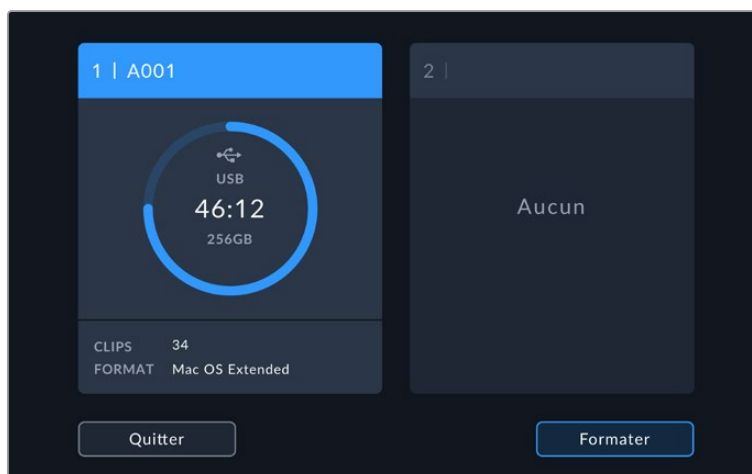 1 | A001
USB
46:12
256GB
CLIPS 34
FORMAT Mac OS Extended
2 |
Aucun
Quitter
Formater